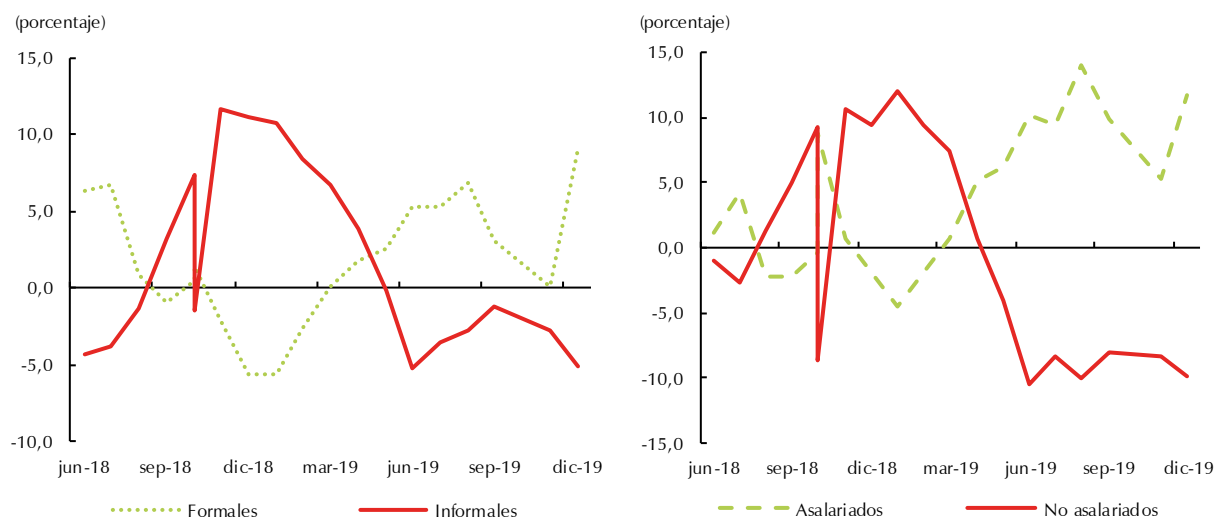 (porcentaje)
15,0
10,0
5,0
0,0
-5,0
-10,0
jun-18 sep-18 dic-18 mar-19 jun-19 sep-19 dic-19
Formales Informales
(porcentaje)
15,0
10,0
5,0
0,0
-5,0
-10,0
-15,0
jun-18 sep-18 dic-18 mar-19 jun-19 sep-19 dic-19
Asalariados No asalariados